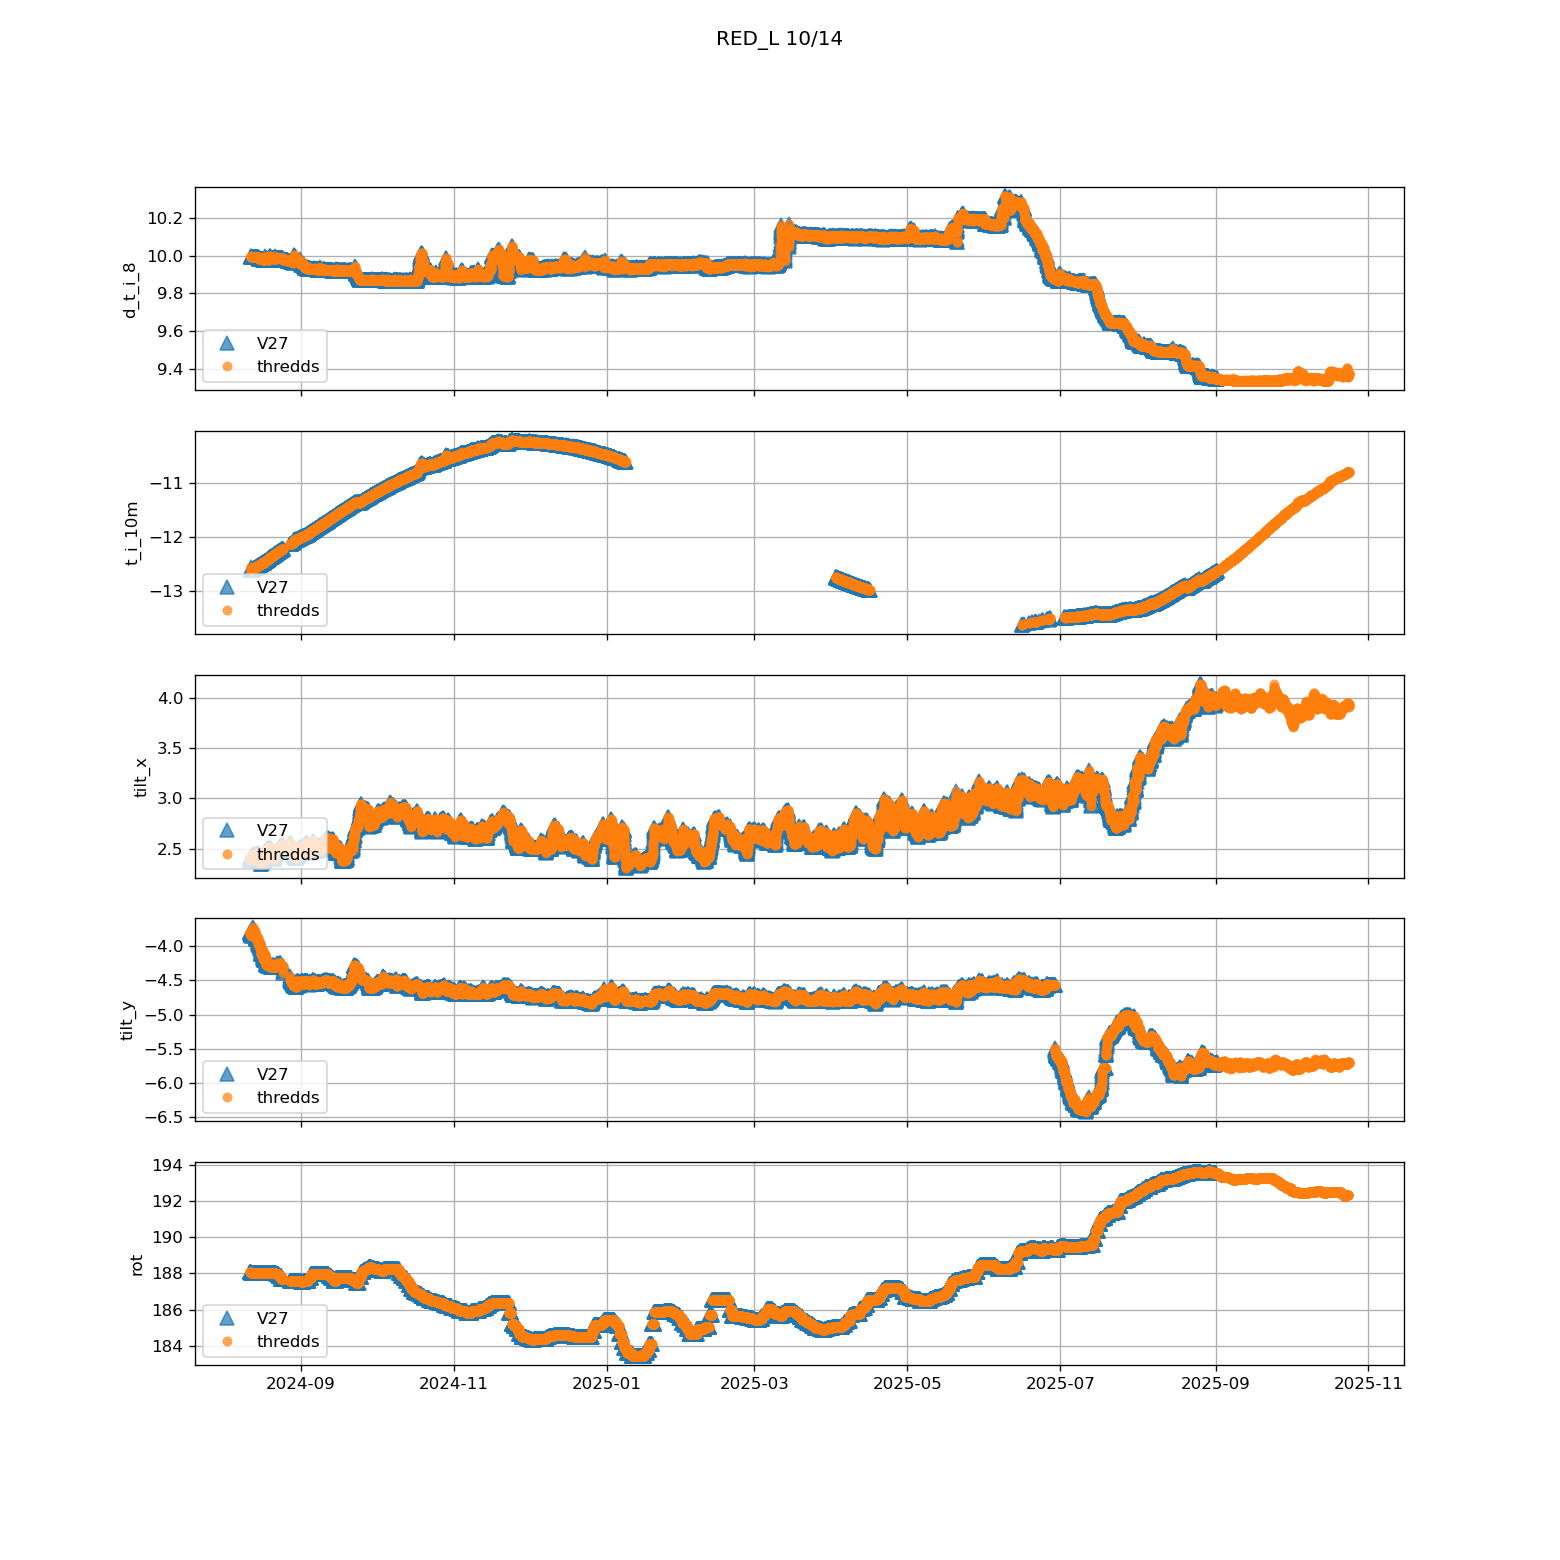 RED_L 10/14
10.2
10.0
9.8
9.6
9.4
d_t_i_8
V27
thredds
−11
−12
−13
t_i_10m
V27
thredds
4.0
3.5
3.0
2.5
tilt_x
V27
thredds
−4.0
−4.5
−5.0
−5.5
−6.0
−6.5
tilt_y
V27
thredds
194
192
190
188
186
184
rot
V27
thredds
2024-09 2024-11 2025-01 2025-03 2025-05 2025-07 2025-09 2025-11